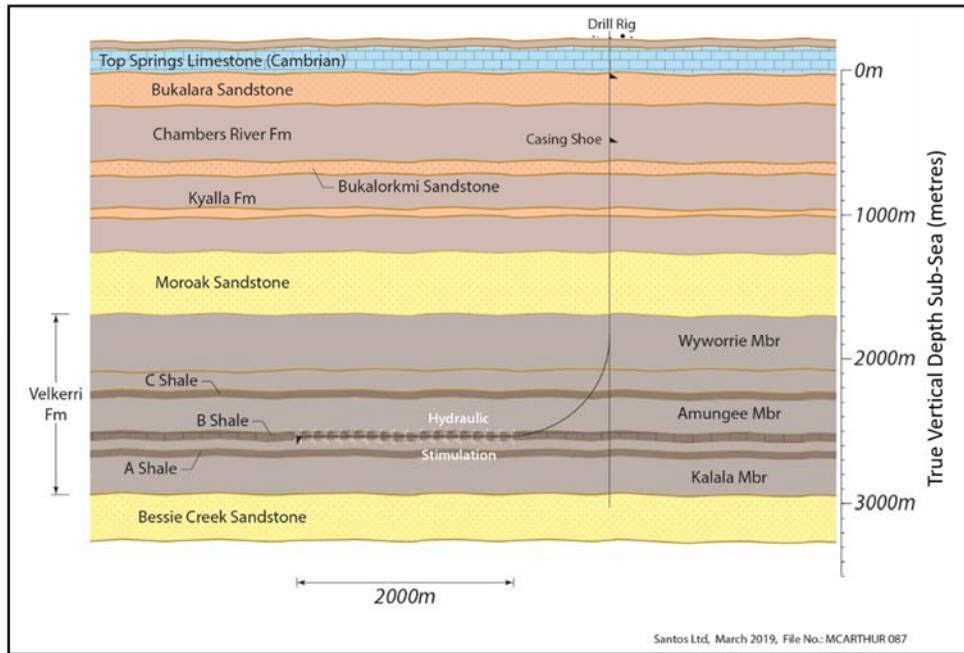 Drill Rig
Top Springs Limestone (Cambrian)
0m
Bukalara Sandstone
Chambers River Fm
Casing Shoe
Bukalorkmi Sandstone
Kyalla Fm
1000m
Moroak Sandstone
Wyworrie Mbr
2000m
C Shale
Velkerri
Fm
Amungee Mbr
B Shale
Hydraulic
Stimulation
A Shale
Kalala Mbr
3000m
Bessie Creek Sandstone
2000m
True Vertical Depth Sub-Sea (metres)
Santos Ltd, March 2019, File No.: MCARTHUR 087